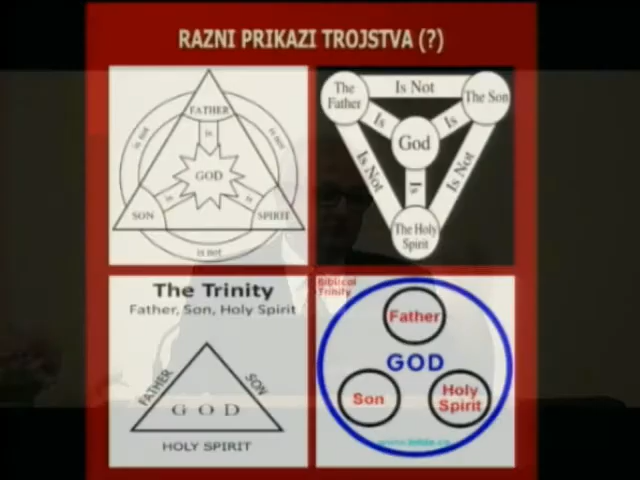 RAZNI PRIKAZI TROJSTVA (?)
FATHER
is not
is not
is
GOD
is
is
SON
SPIRIT
is not
The Father
Is Not
The Son
Is
Is
God
Is Not
Is Not
Is
The Holy Spirit
The Trinity
Father, Son, Holy Spirit
FATHER
SON
GOD
HOLY SPIRIT
Biblical
Trinity
Father
GOD
Son
Holy
Spirit